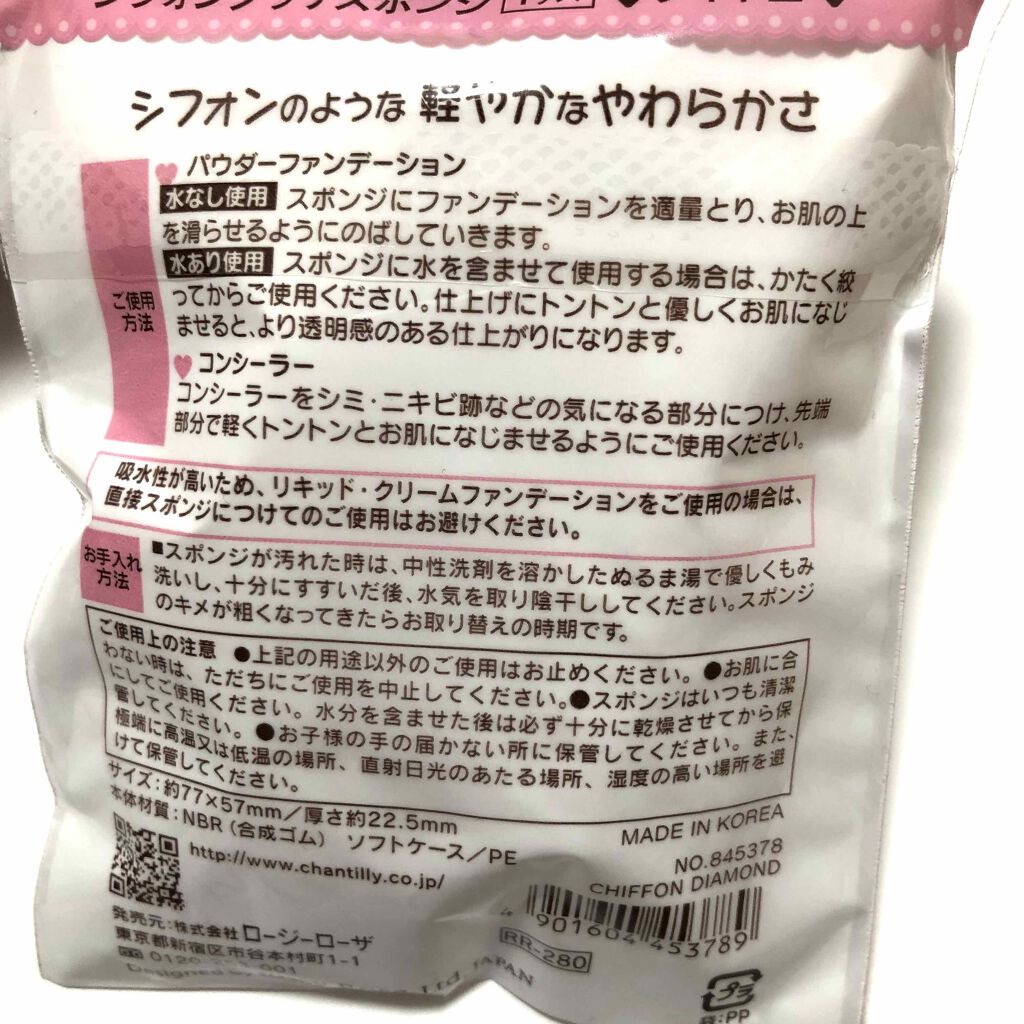 シフォンのような軽やかなやわらかさ
パウダーファンデーション
水なし使用 スポンジにファンデーションを適量とり、お肌の上
を滑らせるようにのばしていきます。
水あり使用 スポンジに水を含ませて使用する場合は、かたく絞
ってからご使用ください。仕上げにトントンと優しくお肌になじ
ませると、より透明感のある仕上がりになります。
ご使用
方法
コンシーラー
コンシーラーをシミ・ニキビ跡などの気になる部分につけ、先端
部分で軽くトントンとお肌になじませるようにご使用ください。
吸水性が高いため、リキッド・クリームファンデーションをご使用の場合は、
直接スポンジにつけてのご使用はお避けください。
お手入れ
方法
■スポンジが汚れた時は、中性洗剤を溶かしたぬるま湯で優しくもみ
洗いし、十分にすすいだ後、水気を取り陰干ししてください。スポンジ
のキメが粗くなってきたらお取り替えの時期です。
ご使用上の注意 ●上記の用途以外のご使用はお止めください。●お肌に合
わない時は、ただちにご使用を中止してください。●スポンジはいつも清潔
にしてご使用ください。水分を含ませた後は必ず十分に乾燥させてから保
管してください。●お子様の手の届かない所に保管してください。また、
極端に高温又は低温の場所、直射日光のあたる場所、湿度の高い場所を避
けて保管してください。
サイズ:約77×57mm/厚さ約22.5mm
本体材質:NBR(合成ゴム) ソフトケース/PE
MADE IN KOREA
http://www.chantilly.co.jp/
NO.845378
CHIFFON DIAMOND
4 901604 453789
発売元:株式会社ロージーローザ
東京都新宿区市谷本村町1-1
RR-280
JAPAN
プラ
袋:PP